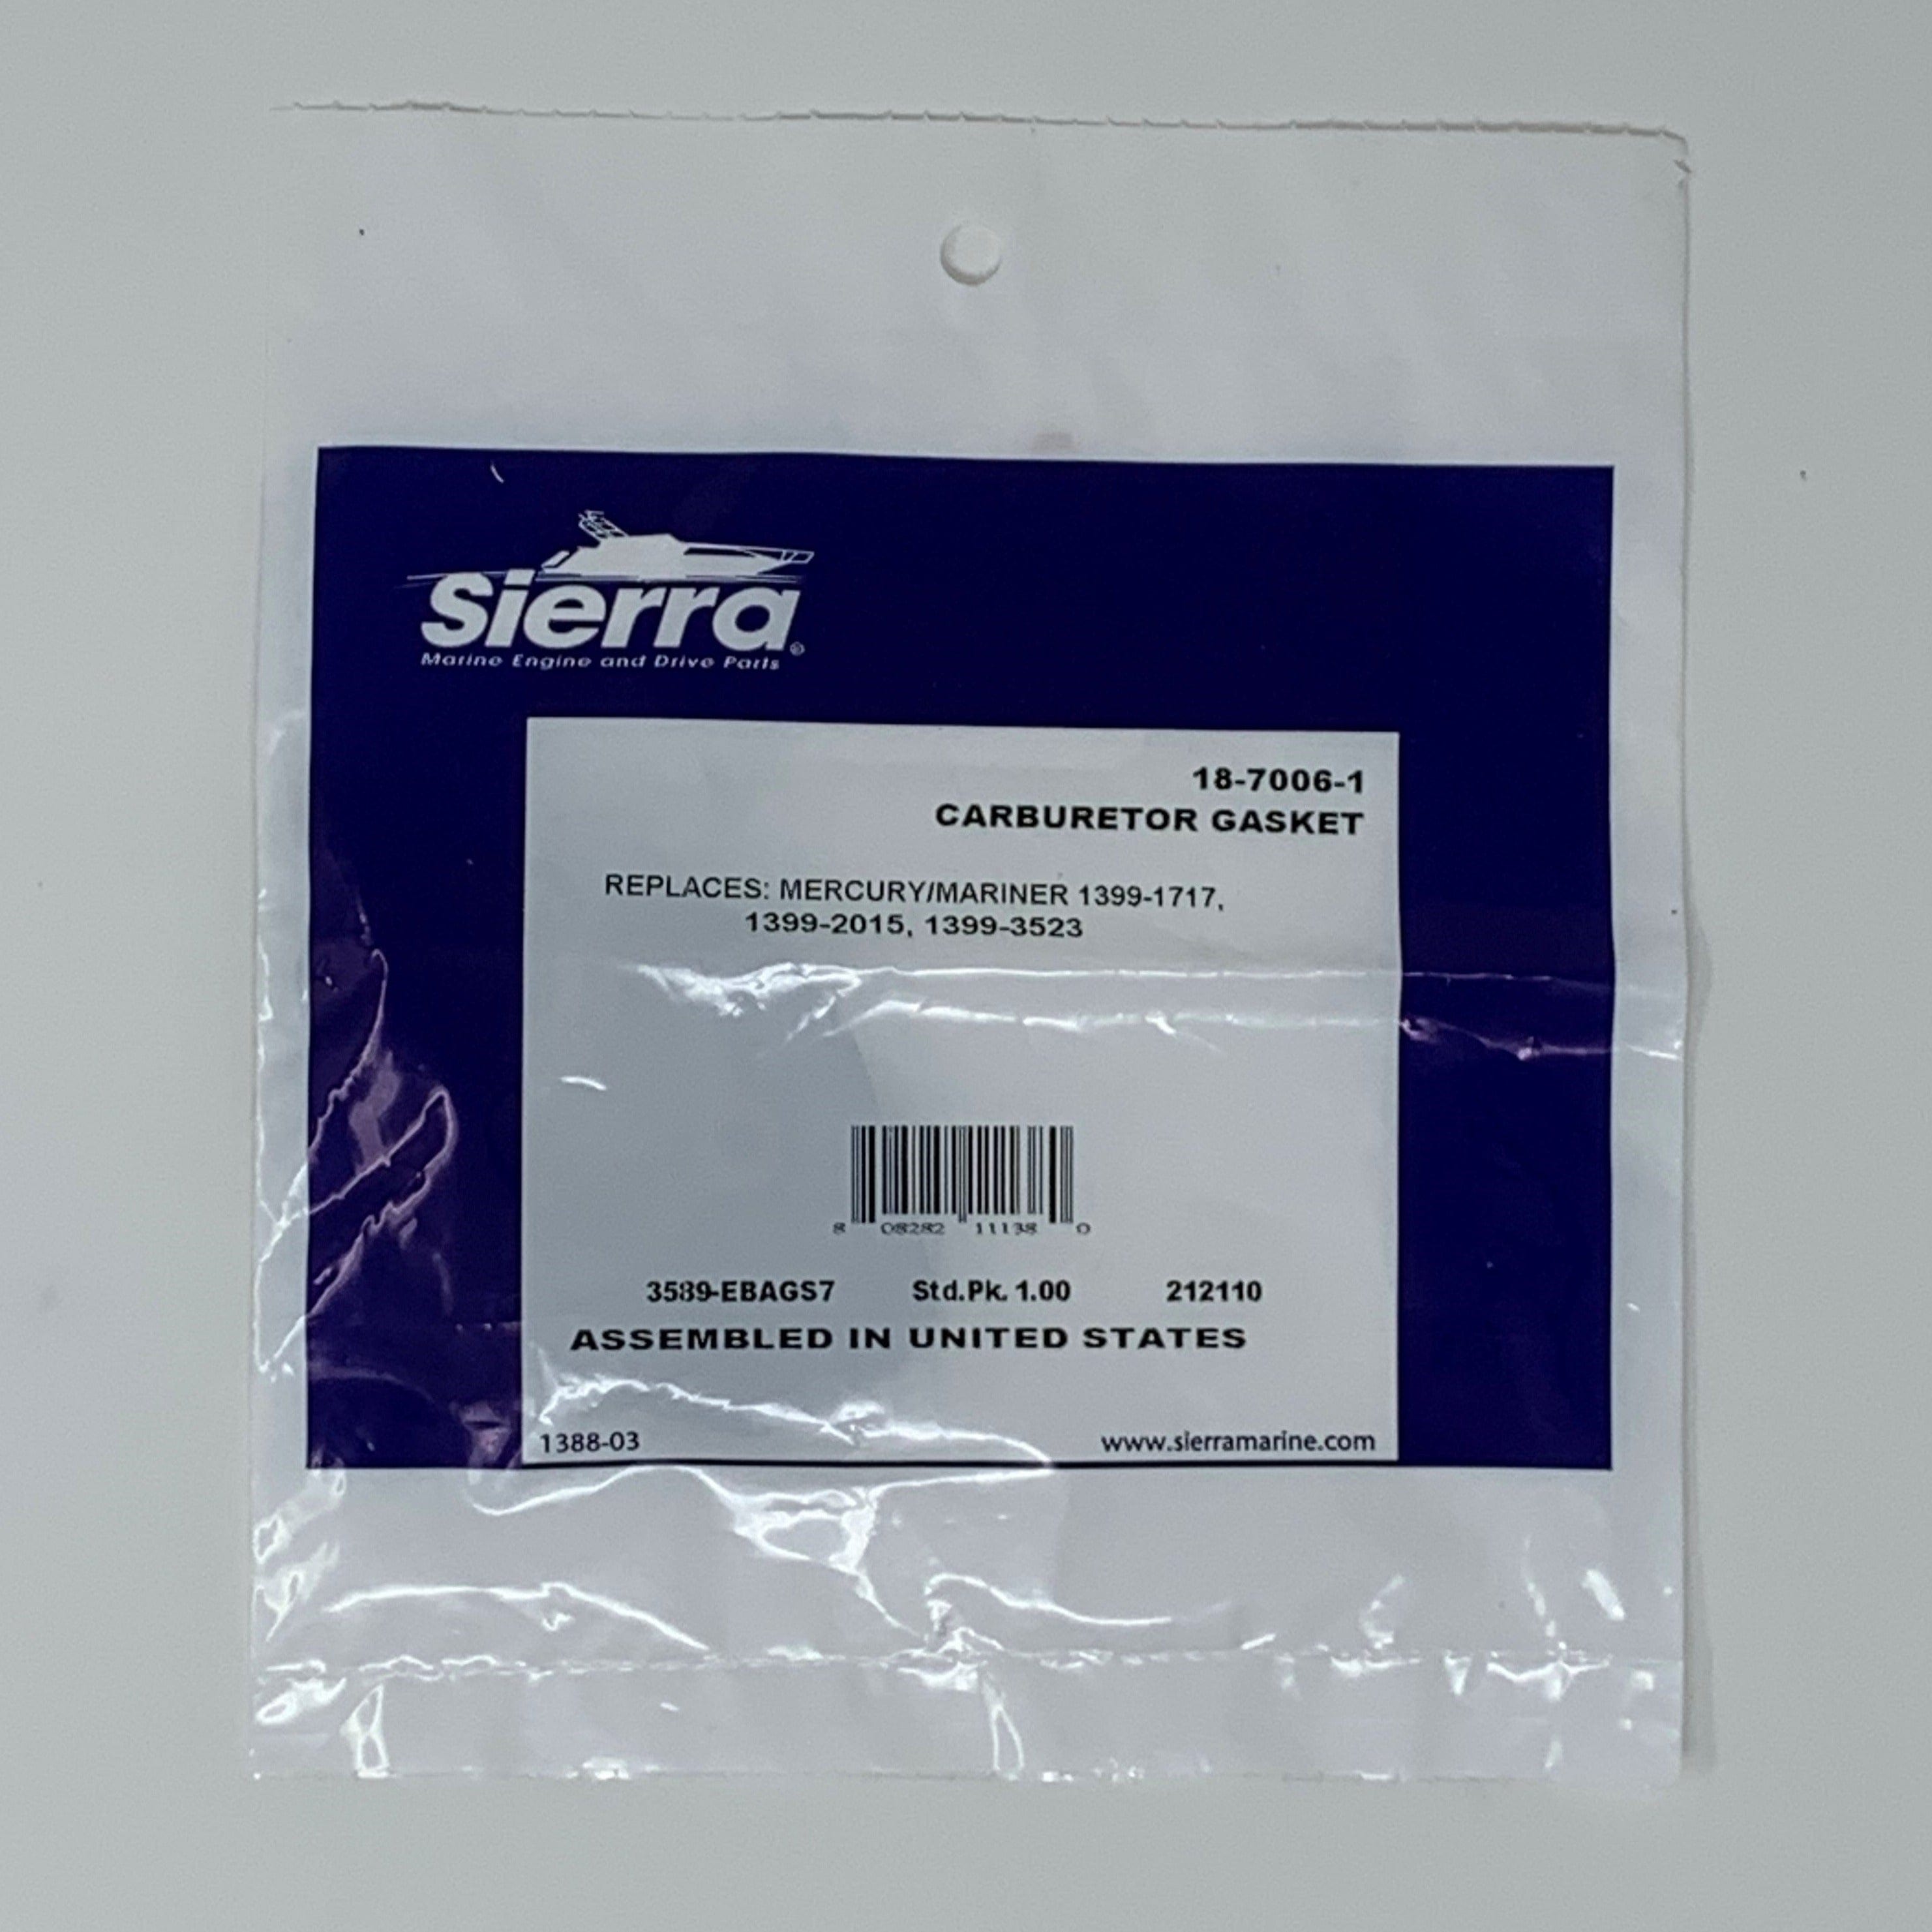 Sierra®
Marine Engine and Drive Parts
18-7006-1
CARBURETOR GASKET
REPLACES: MERCURY/MARINER 1399-1717,
1399-2015, 1399-3523
8 08282 11138 0
3589-EBAGS7 Std.Pk. 1.00 212110
ASSEMBLED IN UNITED STATES
1388-03 www.sierramarine.com